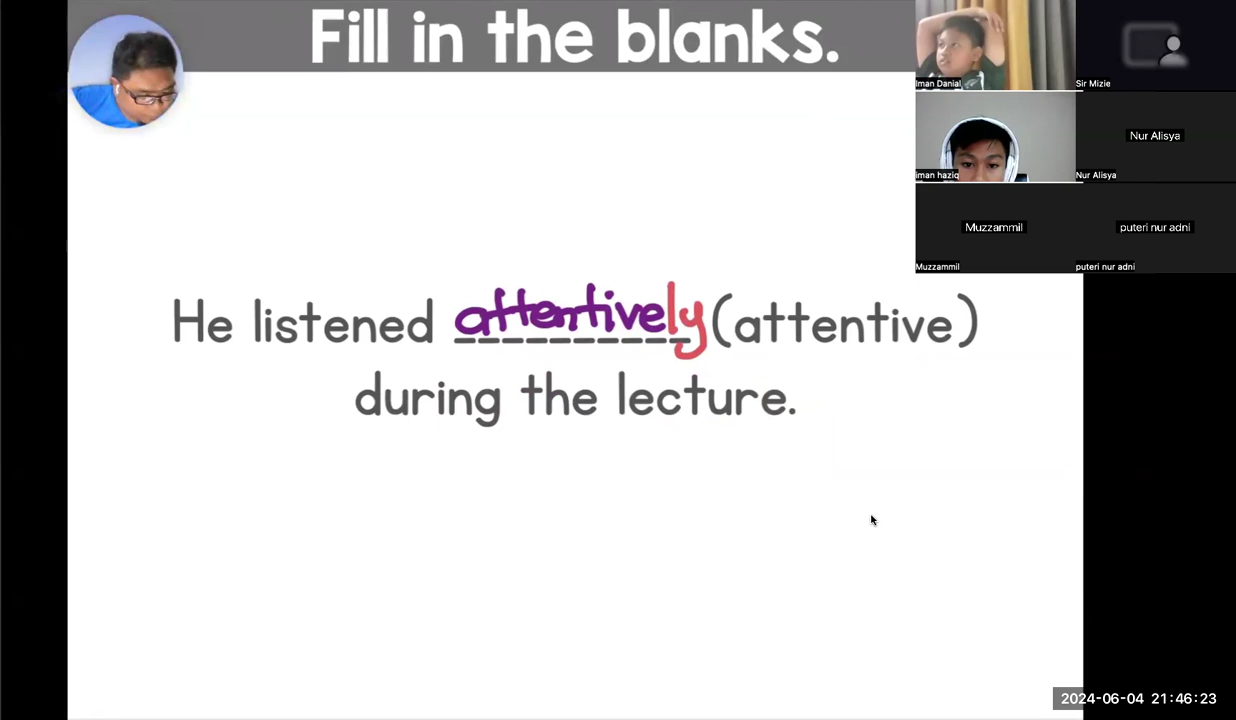 Fill in the blanks.
Iman Danial
Sir Mizie
iman haziq
Nur Alisya
Nur Alisya
Muzzammil
puteri nur adni
Muzzammil
puteri nur adni
He listened attentively (attentive)
during the lecture.
2024-06-04 21:46:23